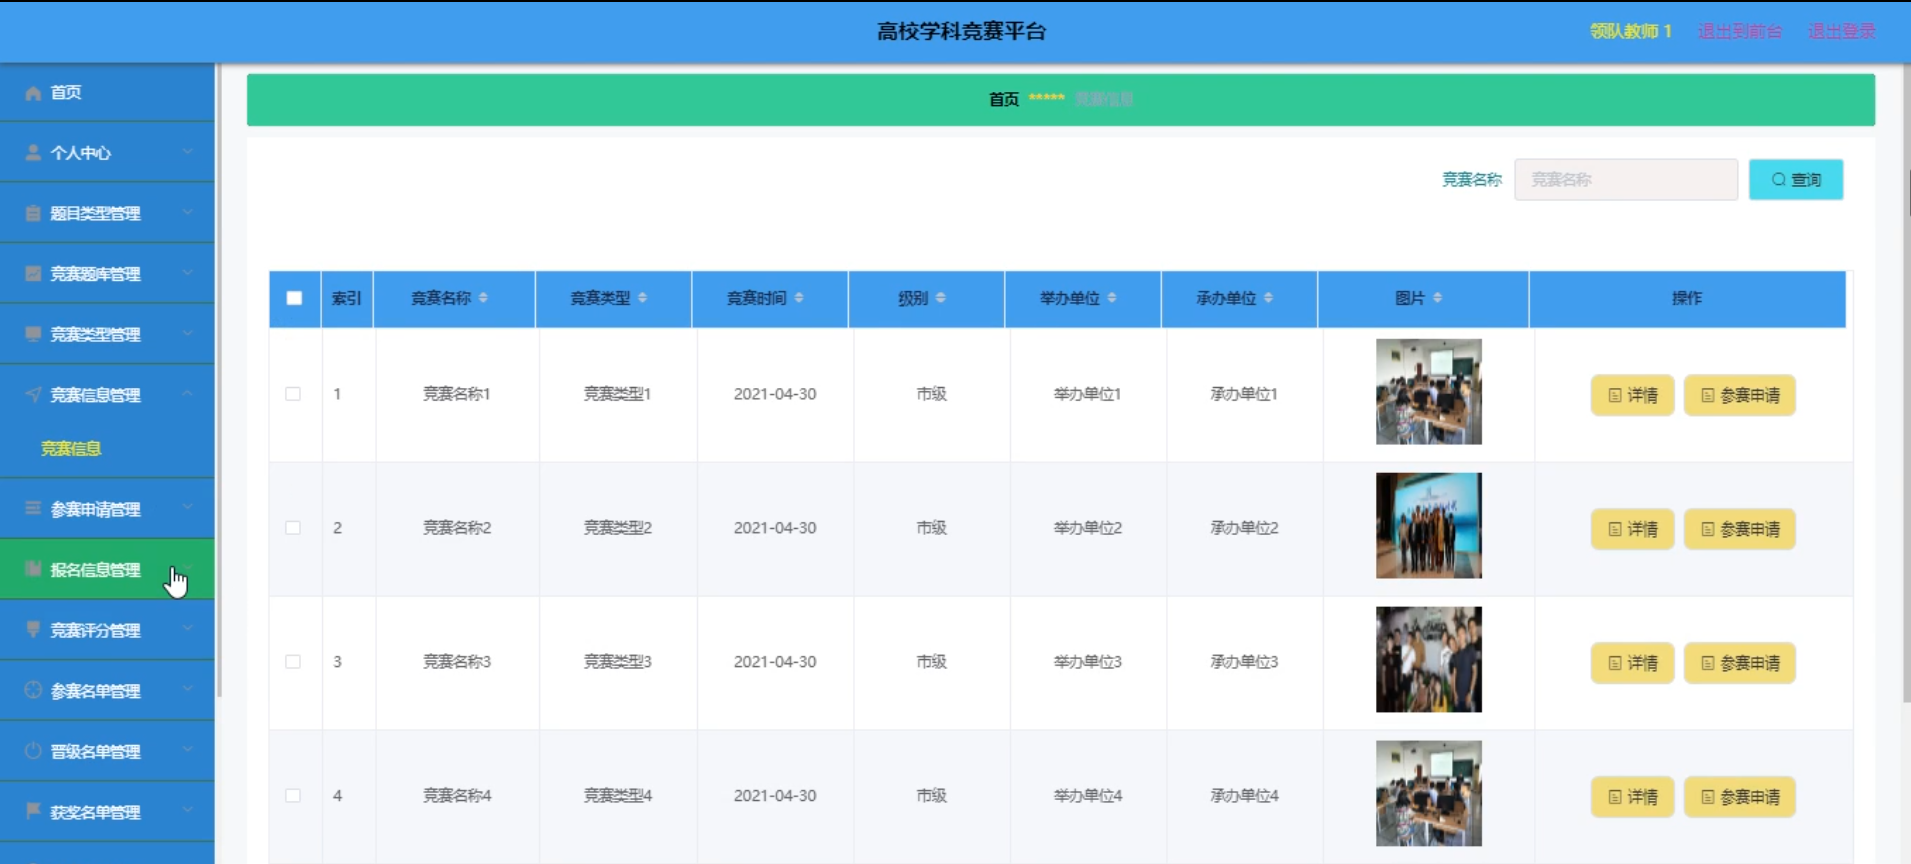 高校学科竞赛平台
领队教师 1 退出到前台 退出登录
首页
个人中心
题目类型管理
竞赛题库管理
竞赛类型管理
竞赛信息管理
竞赛信息
参赛申请管理
报名信息管理
竞赛评分管理
参赛名单管理
晋级名单管理
获奖名单管理
首页 ***** 竞赛信息
竞赛名称 竞赛名称 查询
索引 竞赛名称 竞赛类型 竞赛时间 级别 举办单位 承办单位 图片 操作
1 竞赛名称1 竞赛类型1 2021-04-30 市级 举办单位1 承办单位1 详情 参赛申请
2 竞赛名称2 竞赛类型2 2021-04-30 市级 举办单位2 承办单位2 详情 参赛申请
3 竞赛名称3 竞赛类型3 2021-04-30 市级 举办单位3 承办单位3 详情 参赛申请
4 竞赛名称4 竞赛类型4 2021-04-30 市级 举办单位4 承办单位4 详情 参赛申请